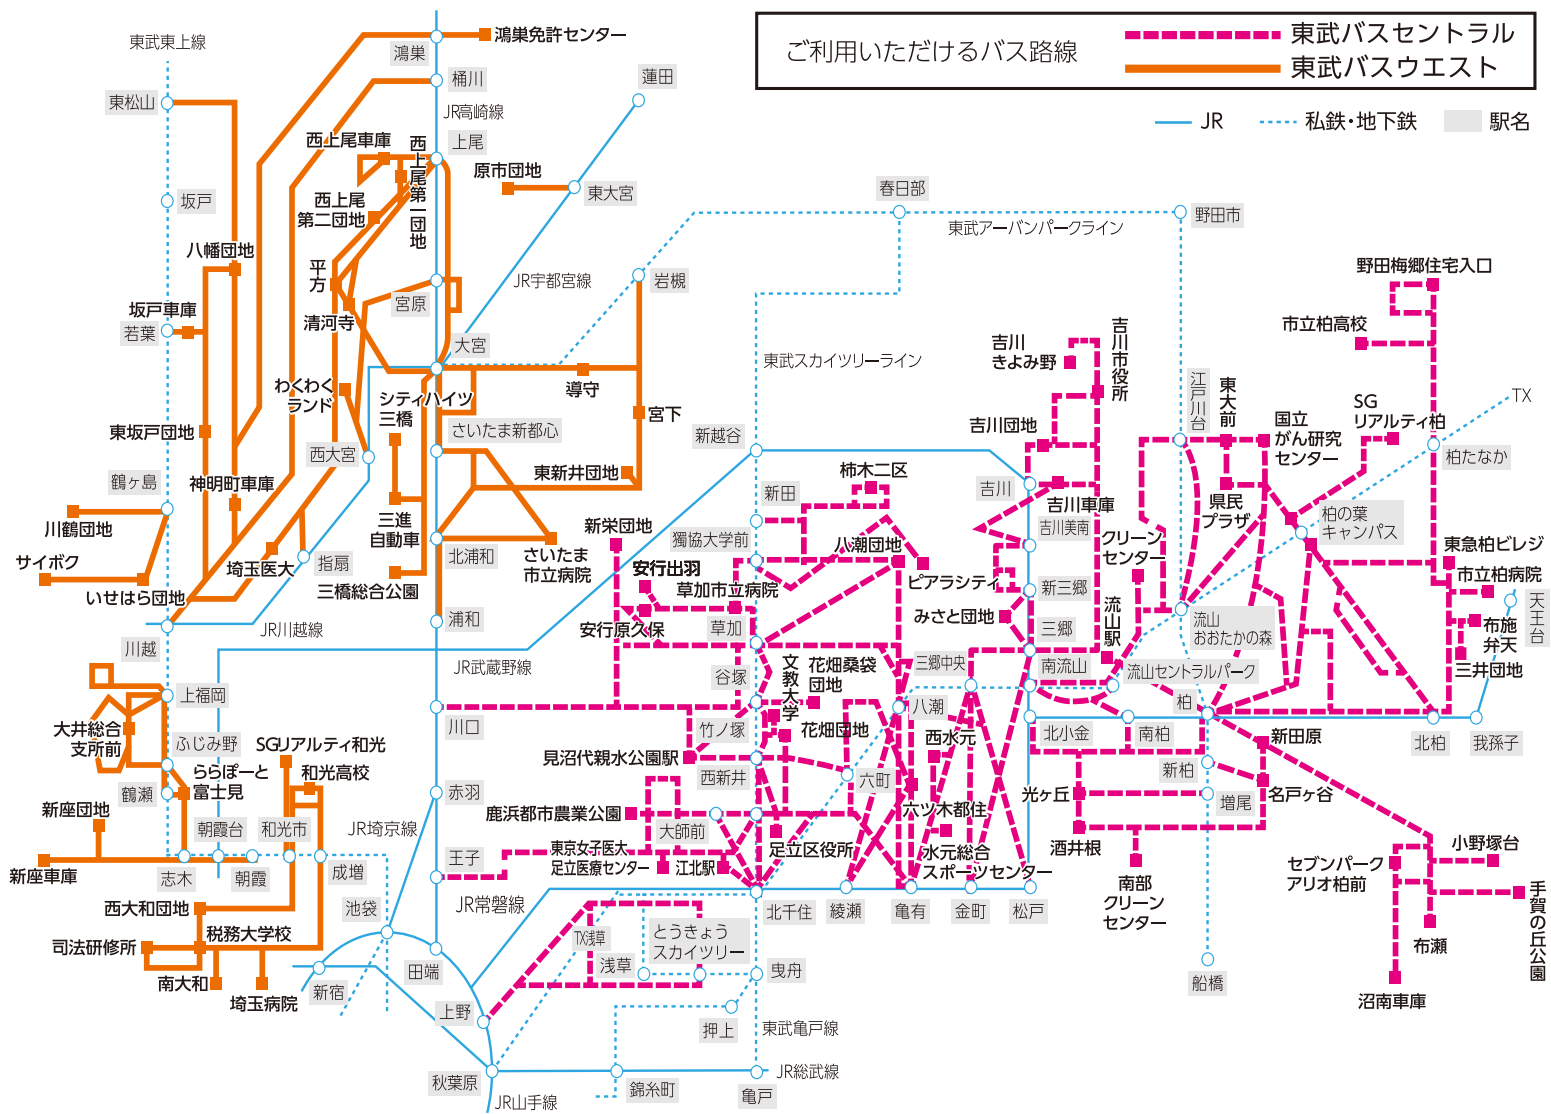 ご利用いただけるバス路線
東武バスセントラル
東武バスウエスト
JR
私鉄・地下鉄
駅名
東武東上線
鴻巣
鴻巣免許センター
桶川
蓮田
東松山
JR高崎線
西上尾車庫
西上尾第一団地
上尾
原市団地
東大宮
坂戸
西上尾
第二団地
春日部
野田市
東武アーバンパークライン
八幡団地
平方
JR宇都宮線
岩槻
野田梅郷住宅入口
坂戸車庫
若葉
清河寺
宮原
大宮
東武スカイツリーライン
吉川
きよみ野
吉川市役所
市立柏高校
わくわく
ランド
シティハイツ
三橋
導守
宮下
江戸川台
東大前
国立
がん研究
センター
SG
リアルティ柏
TX
東坂戸団地
西大宮
さいたま新都心
新越谷
吉川団地
柏たなか
鶴ヶ島
神明町車庫
東新井団地
新田
柿木二区
吉川
吉川車庫
県民
プラザ
柏の葉
キャンパス
川鶴団地
三進
自動車
北浦和
さいたま
市立病院
新栄団地
獨協大学前
八潮団地
吉川美南
クリーン
センター
東急柏ビレジ
サイボク
いせはら団地
埼玉医大
指扇
三橋総合公園
安行出羽
草加市立病院
ピアラシティ
新三郷
市立柏病院
天王台
川越
JR川越線
浦和
安行原久保
草加
みさと団地
三郷
流山駅
流山
おおたかの森
布施
弁天
JR武蔵野線
谷塚
文教大学
花畑桑袋
団地
三郷中央
南流山
流山セントラルパーク
三井団地
上福岡
川口
竹ノ塚
花畑団地
八潮
柏
大井総合
支所前
ふじみ野
SGリアルティ和光
見沼代親水公園駅
西新井
西水元
北小金
南柏
新田原
北柏
我孫子
ららぽーと
富士見
和光高校
六町
新柏
鶴瀬
赤羽
光ヶ丘
増尾
名戸ヶ谷
新座団地
朝霞台
和光市
JR埼京線
鹿浜都市農業公園
大師前
六ツ木都住
新座車庫
志木
朝霞
成増
王子
東京女子医大
足立医療センター
江北駅
足立区役所
水元総合
スポーツセンター
酒井根
小野塚台
セブンパーク
アリオ柏前
南部
クリーン
センター
手賀の丘公園
西大和団地
池袋
JR常磐線
北千住
綾瀬
亀有
金町
松戸
布瀬
司法研修所
税務大学校
TX浅草
とうきょう
スカイツリー
浅草
南大和
埼玉病院
新宿
田端
曳舟
船橋
沼南車庫
上野
押上
東武亀戸線
秋葉原
錦糸町
亀戸
JR総武線
JR山手線